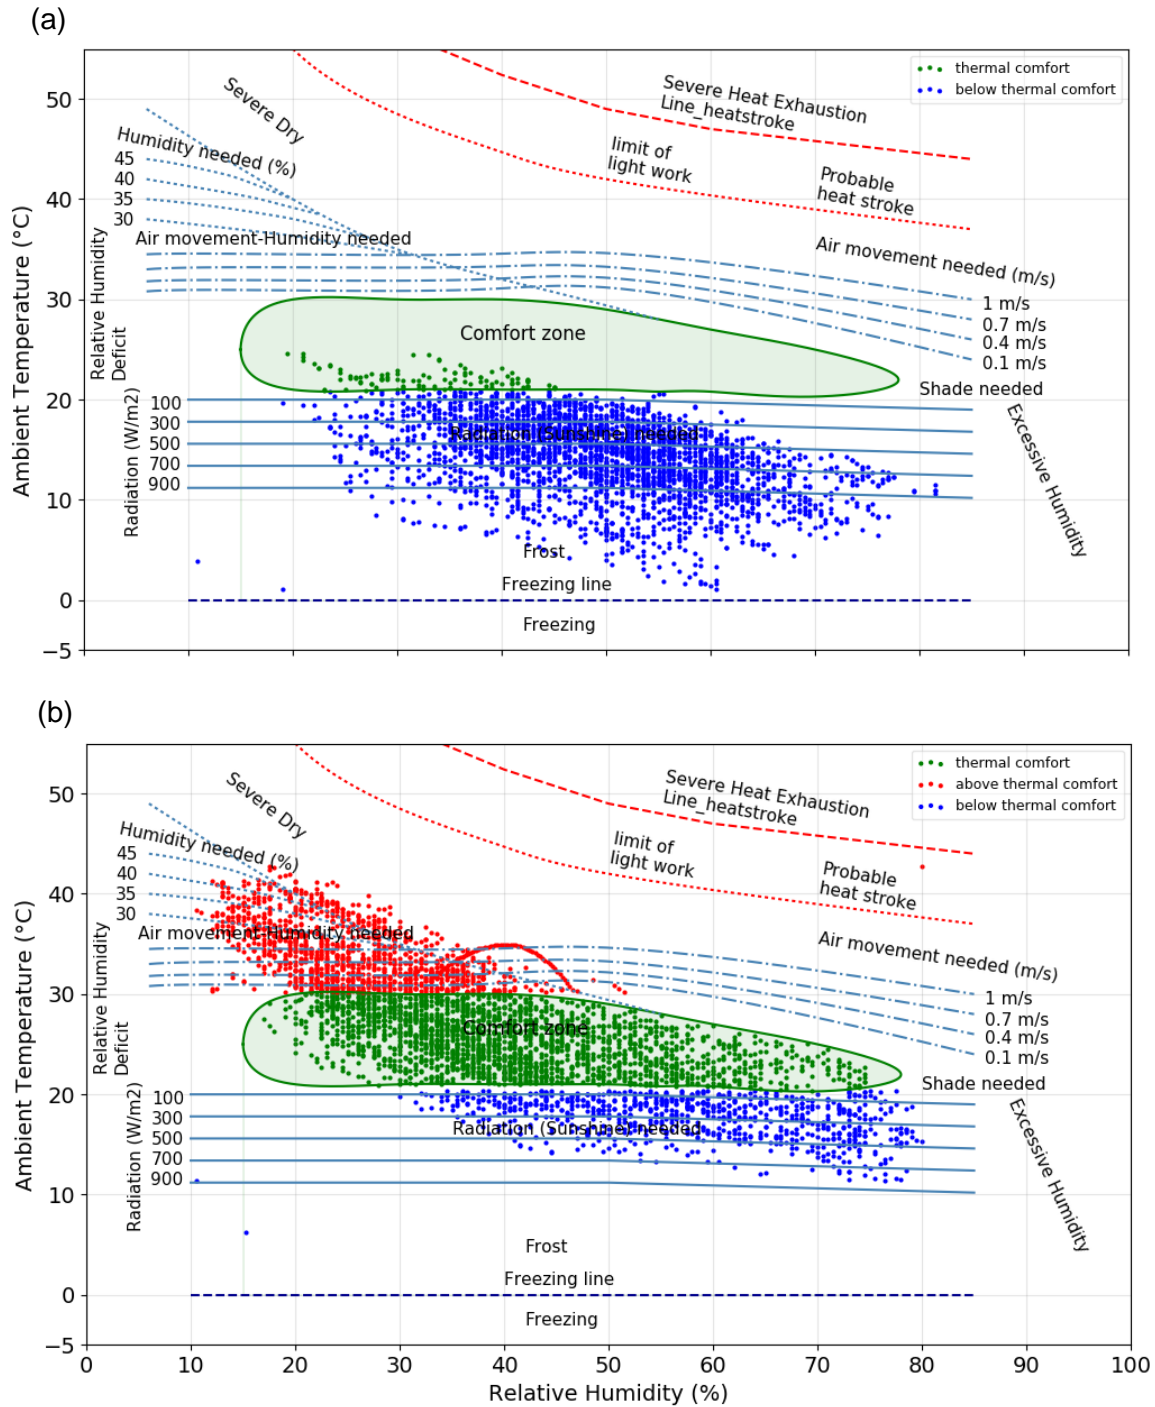 (a)
thermal comfort
below thermal comfort
Severe Heat Exhaustion
Line_heatstroke
Severe Dry
Humidity needed (%)
limit of
light work
Probable
heat stroke
45
40
35
30
Air movement-Humidity needed
Air movement needed (m/s)
1 m/s
0.7 m/s
0.4 m/s
0.1 m/s
Relative Humidity
Deficit
Comfort zone
Shade needed
Radiation (W/m2)
100
300
500
700
900
Radiation (Sunshine) needed
Excessive Humidity
Frost
Freezing line
Freezing
50
40
30
20
10
0
−5
Ambient Temperature (°C)
(b)
thermal comfort
above thermal comfort
below thermal comfort
Severe Heat Exhaustion
Line_heatstroke
Severe Dry
Humidity needed (%)
limit of
light work
Probable
heat stroke
45
40
35
30
Air movement-Humidity needed
Air movement needed (m/s)
1 m/s
0.7 m/s
0.4 m/s
0.1 m/s
Relative Humidity
Deficit
Comfort zone
Shade needed
Radiation (W/m2)
100
300
500
700
900
Radiation (Sunshine) needed
Excessive Humidity
Frost
Freezing line
Freezing
50
40
30
20
10
0
−5
Ambient Temperature (°C)
0 10 20 30 40 50 60 70 80 90 100
Relative Humidity (%)